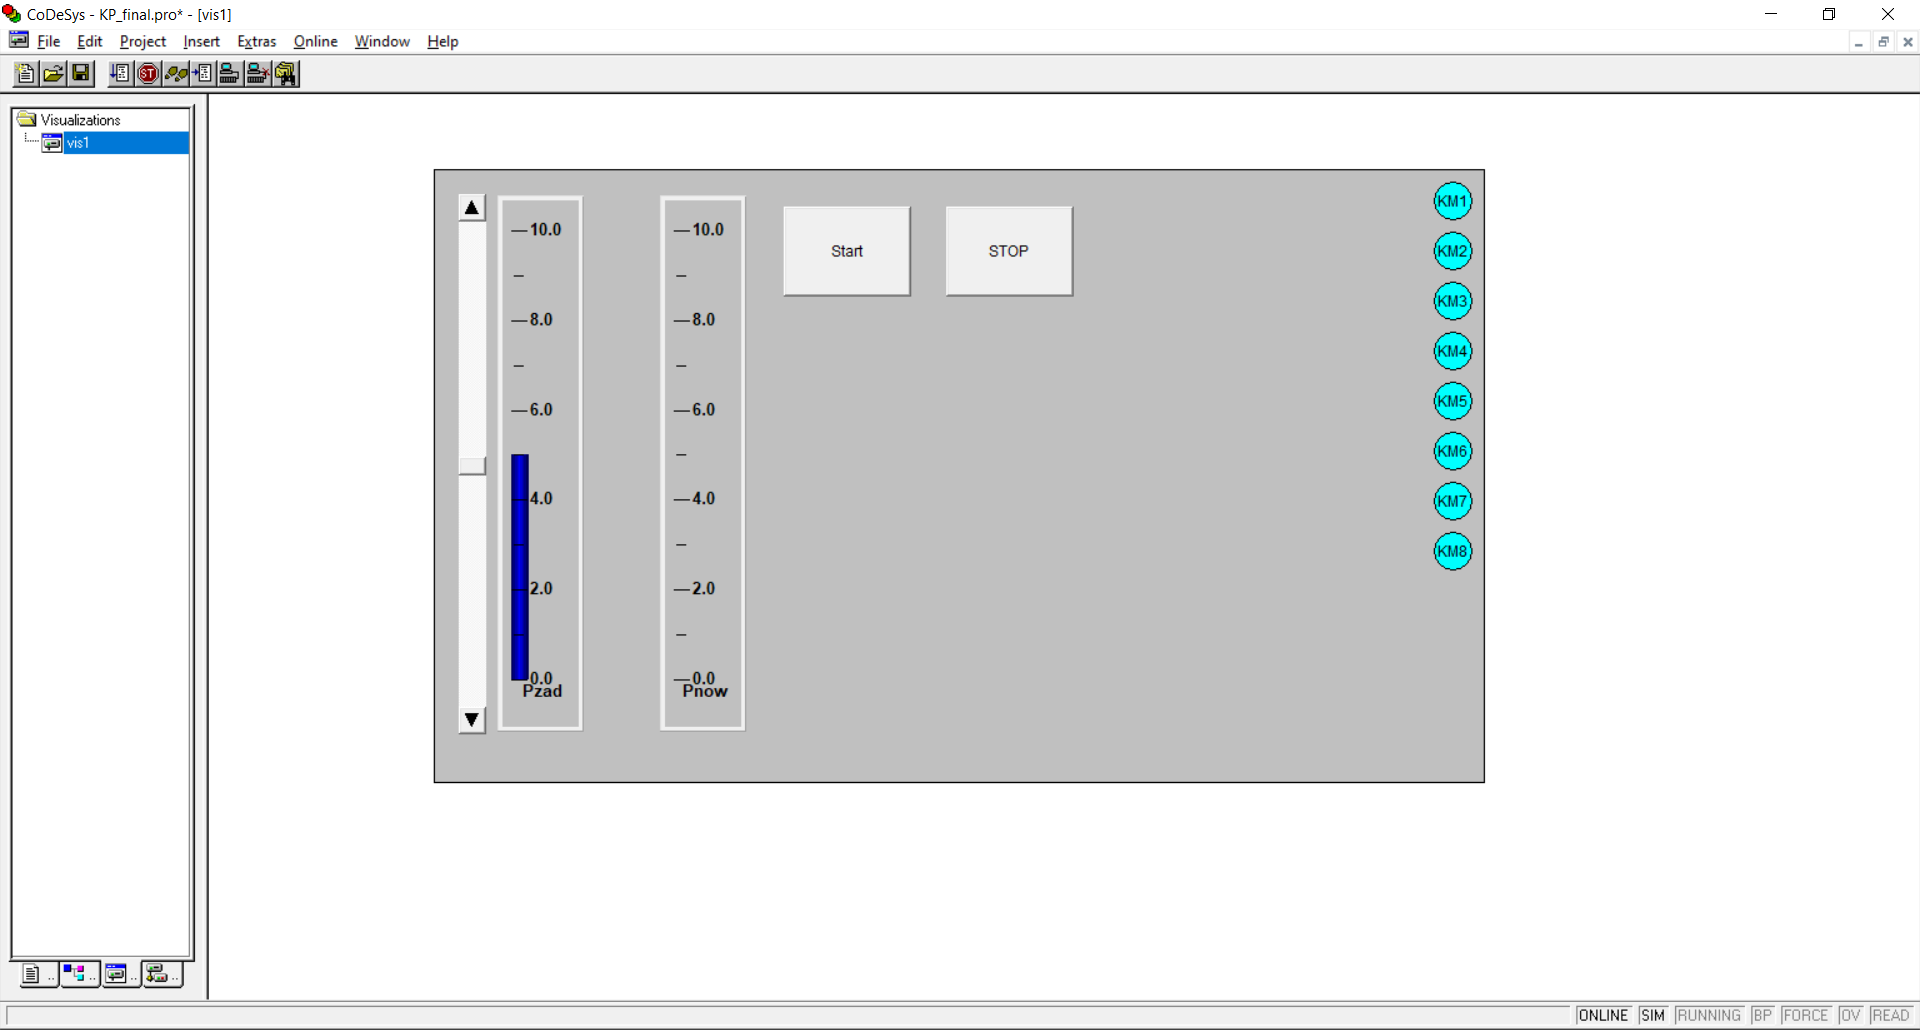 CoDeSys - KP_final.pro* - [vis1]
File Edit Project Insert Extras Online Window Help
Visualizations
vis1
10.0
8.0
6.0
4.0
2.0
0.0
Pzad
10.0
8.0
6.0
4.0
2.0
0.0
Pnow
Start
STOP
KM1
KM2
KM3
KM4
KM5
KM6
KM7
KM8
ST
ONLINE SIM RUNNING BP FORCE OV READ